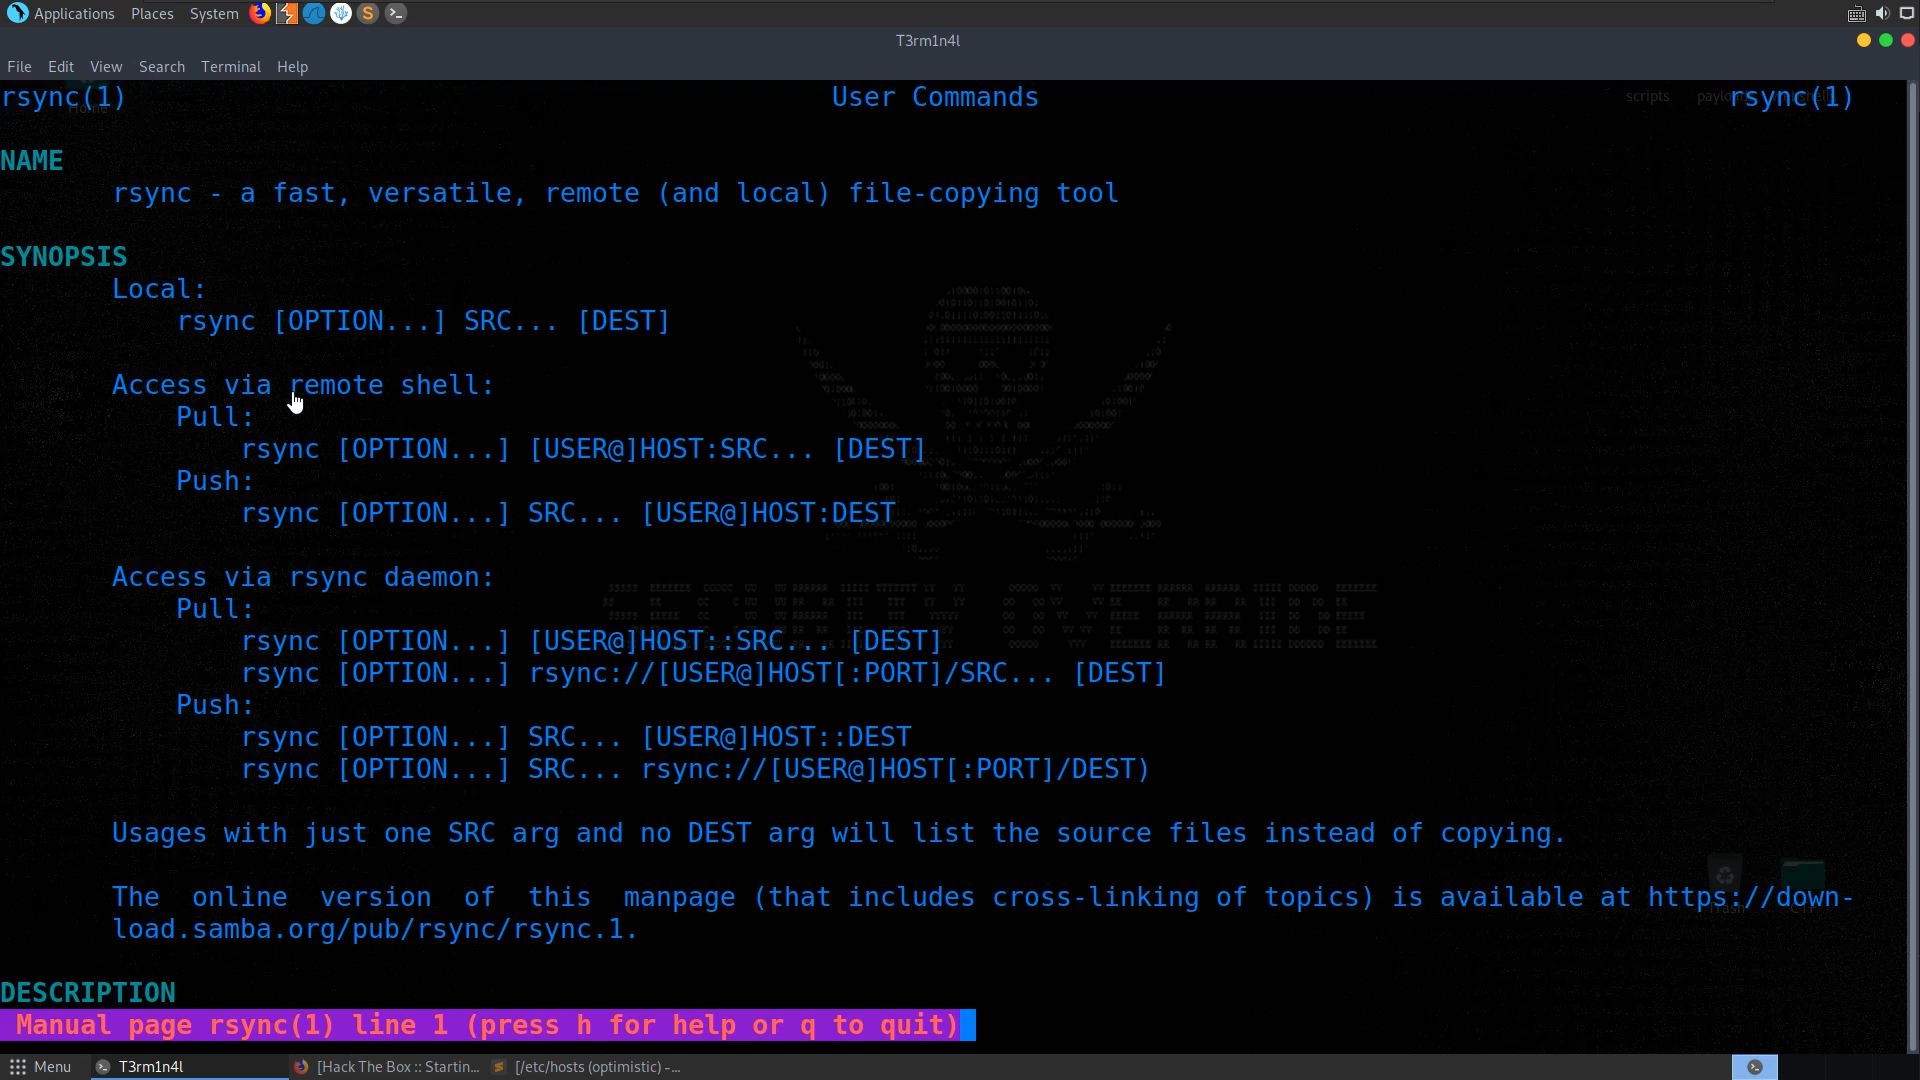 Applications Places System
T3rm1n4l
File Edit View Search Terminal Help
rsync(1) User Commands rsync(1)
Home scripts
NAME
rsync - a fast, versatile, remote (and local) file-copying tool
SYNOPSIS
Local:
rsync [OPTION...] SRC... [DEST]
Access via remote shell:
Pull:
rsync [OPTION...] [USER@]HOST:SRC... [DEST]
Push:
rsync [OPTION...] SRC... [USER@]HOST:DEST
Access via rsync daemon:
Pull:
rsync [OPTION...] [USER@]HOST::SRC... [DEST]
rsync [OPTION...] rsync://[USER@]HOST[:PORT]/SRC... [DEST]
Push:
rsync [OPTION...] SRC... [USER@]HOST::DEST
rsync [OPTION...] SRC... rsync://[USER@]HOST[:PORT]/DEST)
Usages with just one SRC arg and no DEST arg will list the source files instead of copying.
The online version of this manpage (that includes cross-linking of topics) is available at https://down-
load.samba.org/pub/rsync/rsync.1.
Trash
DESCRIPTION
Manual page rsync(1) line 1 (press h for help or q to quit)
Menu T3rm1n4l [Hack The Box :: Startin... [/etc/hosts (optimistic) -...